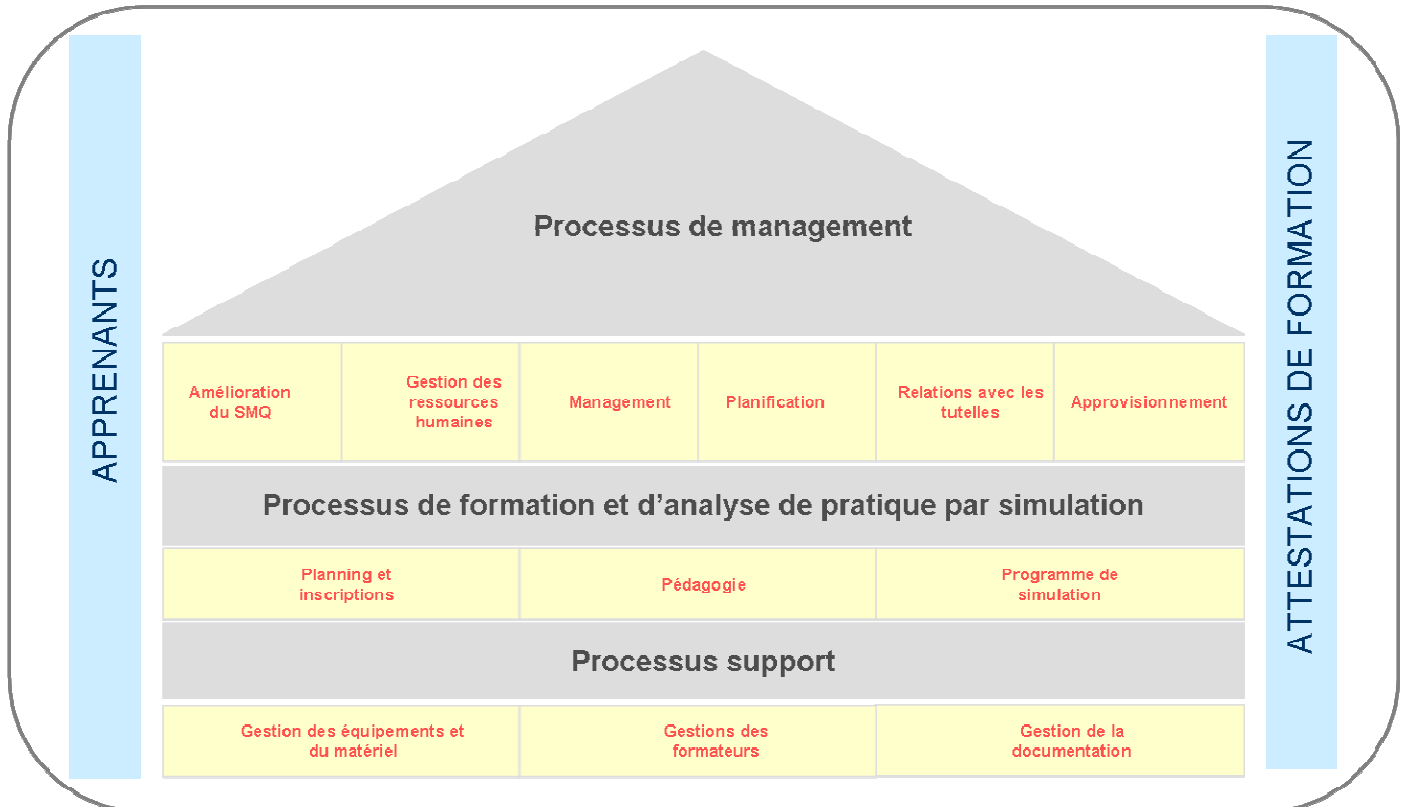 APPRENANTS
Processus de management
Amélioration
du SMQ
Gestion des
ressources
humaines
Management
Planification
Relations avec les
tutelles
Approvisionnement
Processus de formation et d’analyse de pratique par simulation
Planning et
inscriptions
Pédagogie
Programme de
simulation
Processus support
Gestion des équipements et
du matériel
Gestions des
formateurs
Gestion de la
documentation
ATTESTATIONS DE FORMATION